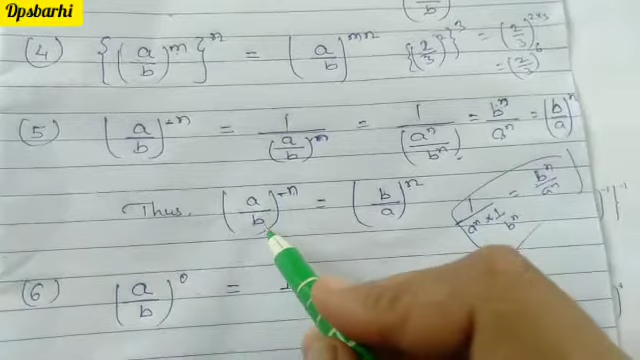 Dpsbarhi
b
(4) {(a/b)^m}^n = (a/b)^mn {(2/3)^2}^3 = (2/3)^2×3
= (2/3)^6
(5) (a/b)^-n = 1/(a/b)^n = 1/(a^n/b^n) = b^n/a^n = (b/a)^n
Thus, (a/b)^-n = (b/a)^n
1/(a^n × 1/b^n) = b^n/a^n
(6) (a/b)^0 =